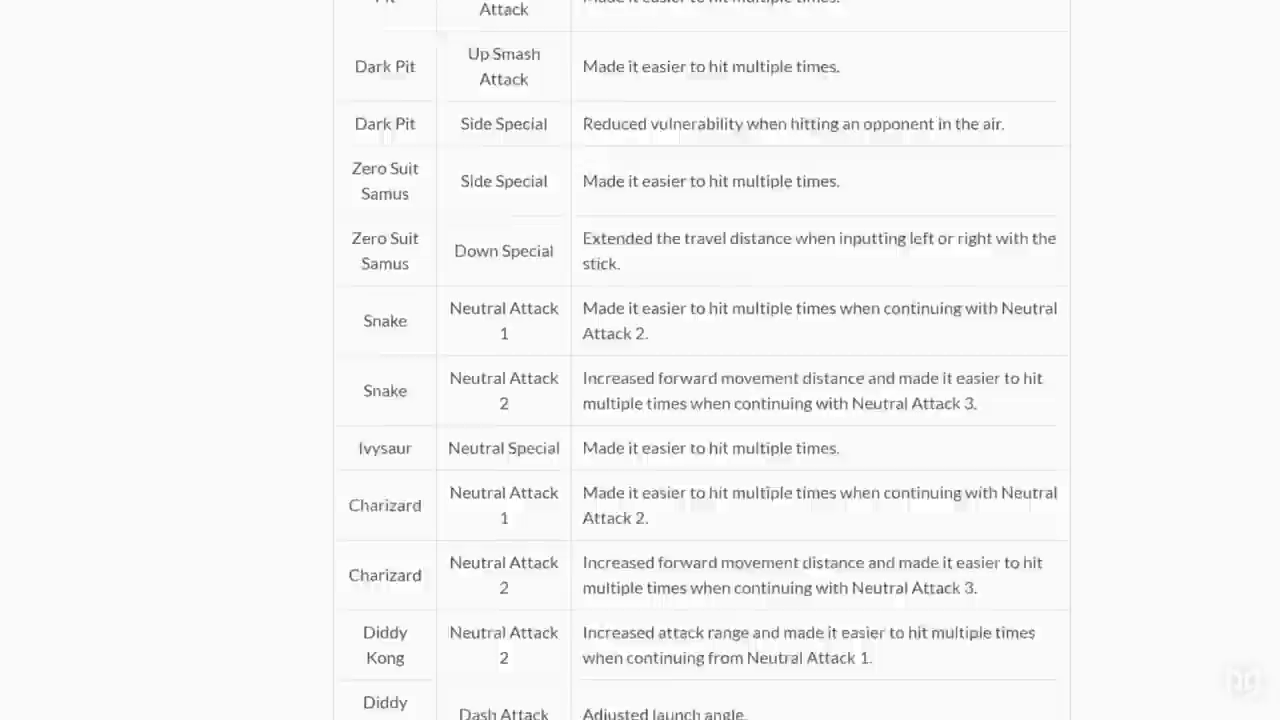 Attack
Made it easier to hit multiple times.
Dark Pit
Up Smash
Attack
Made it easier to hit multiple times.
Dark Pit
Side Special
Reduced vulnerability when hitting an opponent in the air.
Zero Suit
Samus
Side Special
Made it easier to hit multiple times.
Zero Suit
Samus
Down Special
Extended the travel distance when inputting left or right with the
stick.
Snake
Neutral Attack
1
Made it easier to hit multiple times when continuing with Neutral
Attack 2.
Snake
Neutral Attack
2
Increased forward movement distance and made it easier to hit
multiple times when continuing with Neutral Attack 3.
Ivysaur
Neutral Special
Made it easier to hit multiple times.
Charizard
Neutral Attack
1
Made it easier to hit multiple times when continuing with Neutral
Attack 2.
Charizard
Neutral Attack
2
Increased forward movement distance and made it easier to hit
multiple times when continuing with Neutral Attack 3.
Diddy
Kong
Neutral Attack
2
Increased attack range and made it easier to hit multiple times
when continuing from Neutral Attack 1.
Diddy
Dash Attack
Adjusted launch angle.